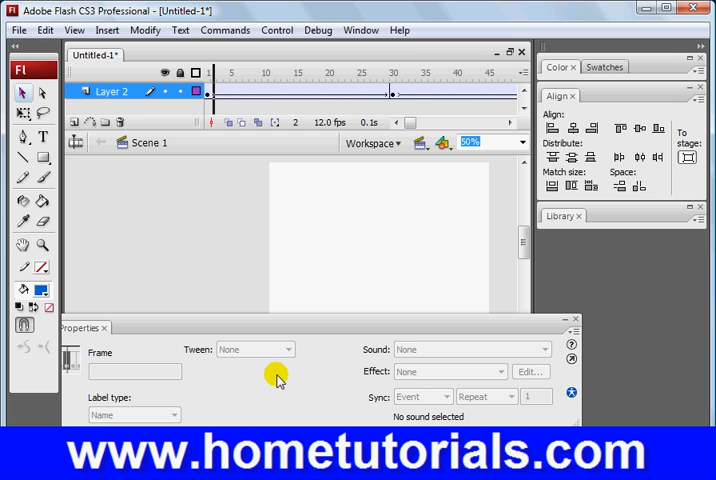 Adobe Flash CS3 Professional - [Untitled-1*]
File Edit View Insert Modify Text Commands Control Debug Window Help
Fl
Untitled-1*
1 5 10 15 20 25 30 35 40 45
Layer 2
2 12.0 fps 0.1s
Scene 1 Workspace 50%
Color Swatches
Align
Align:
To stage:
Distribute:
Match size: Space:
Library
T
Properties
Frame
Tween: None
Label type:
Name
Sound: None
Effect: None Edit...
Sync: Event Repeat 1
No sound selected
www.hometutorials.com